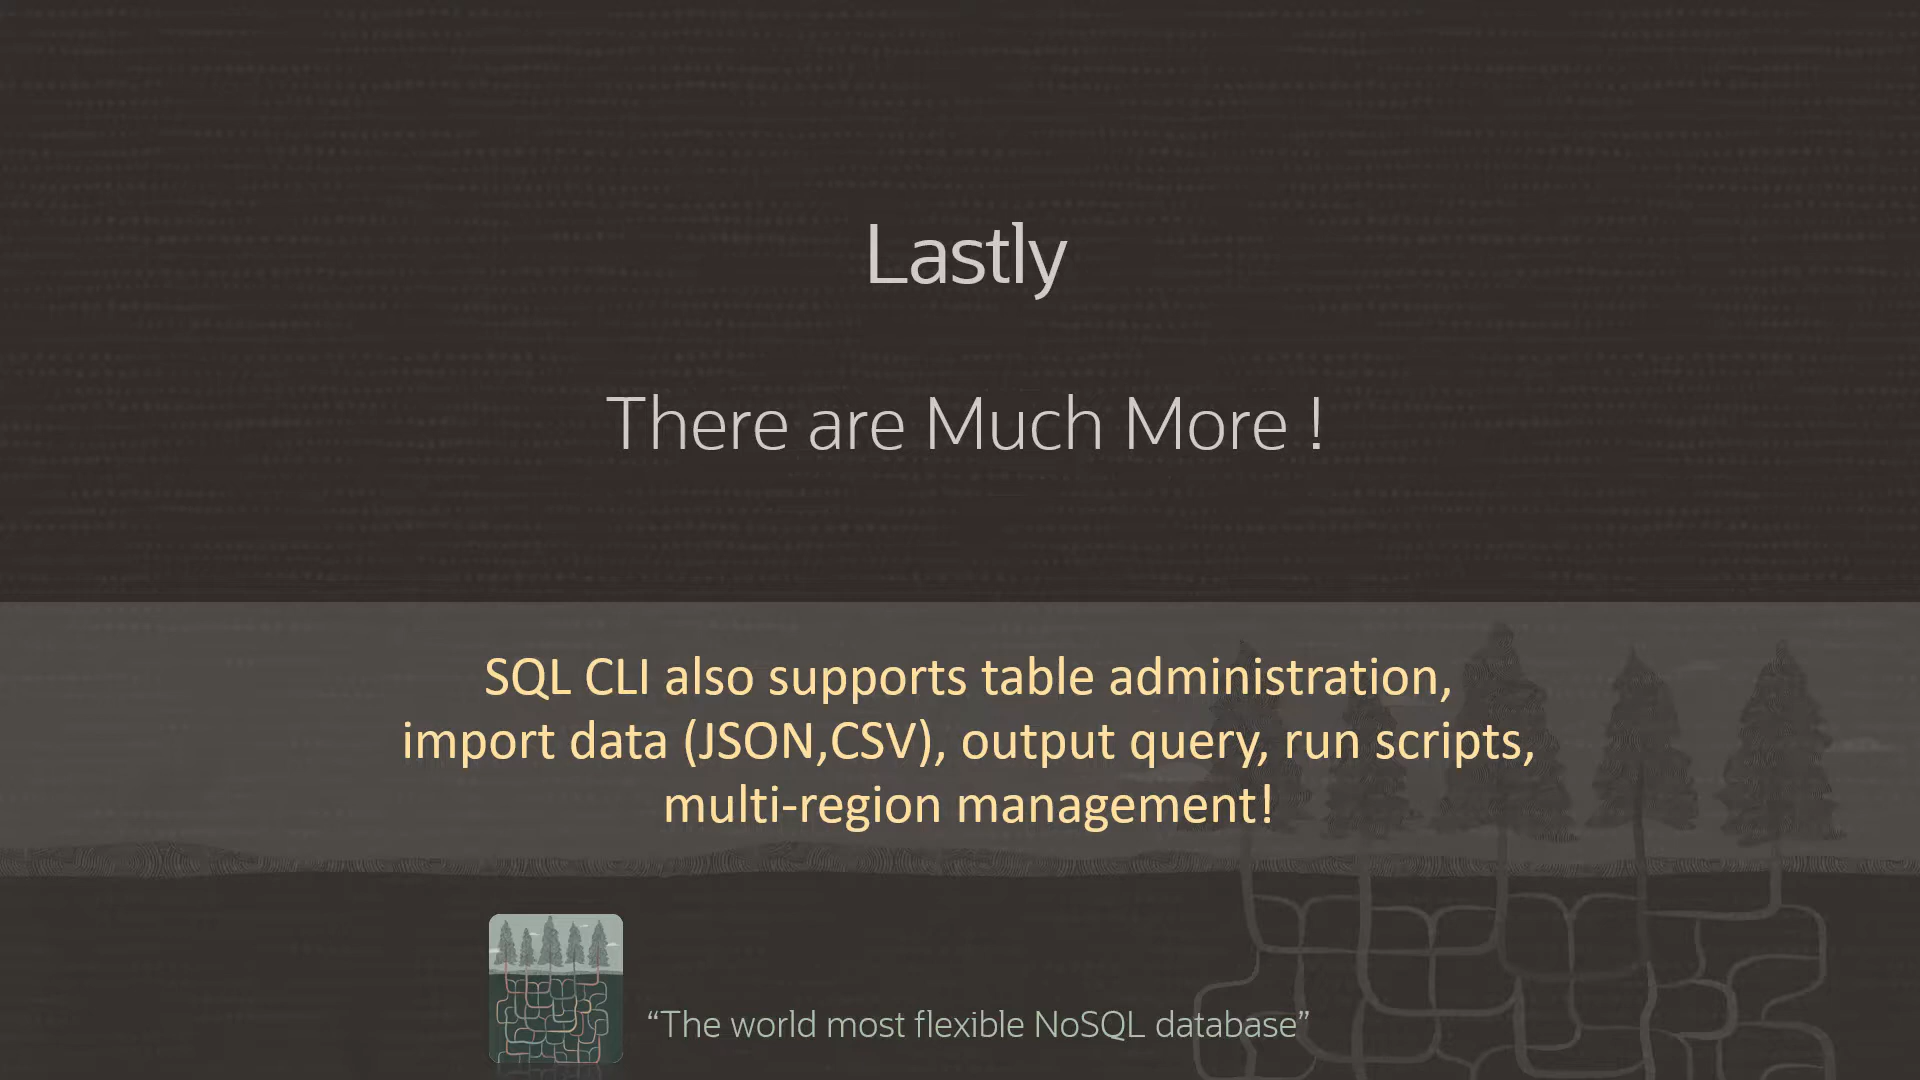 Lastly
There are Much More !
SQL CLI also supports table administration,
import data (JSON,CSV), output query, run scripts,
multi-region management!
“The world most flexible NoSQL database”